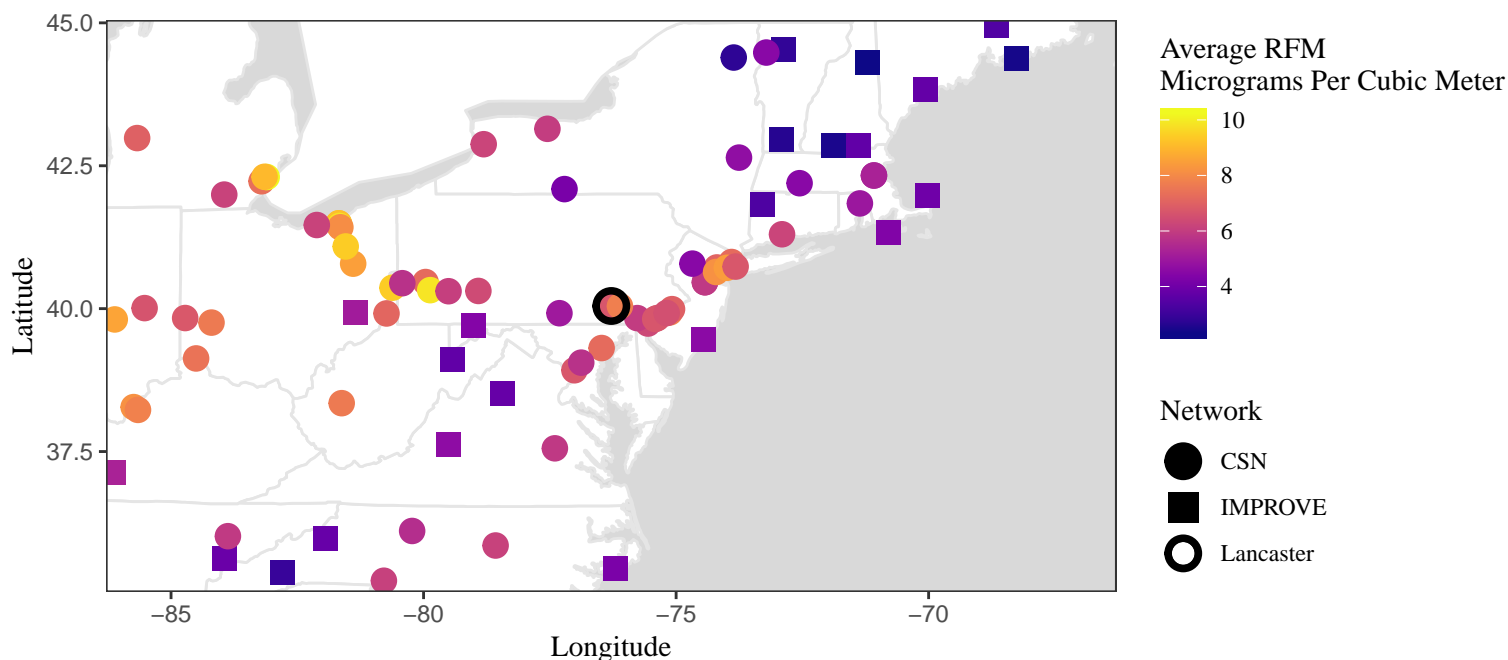 45.0
42.5
40.0
37.5
Latitude
−85
−80
−75
−70
Longitude
Average RFM
Micrograms Per Cubic Meter
10
8
6
4
Network
CSN
IMPROVE
Lancaster